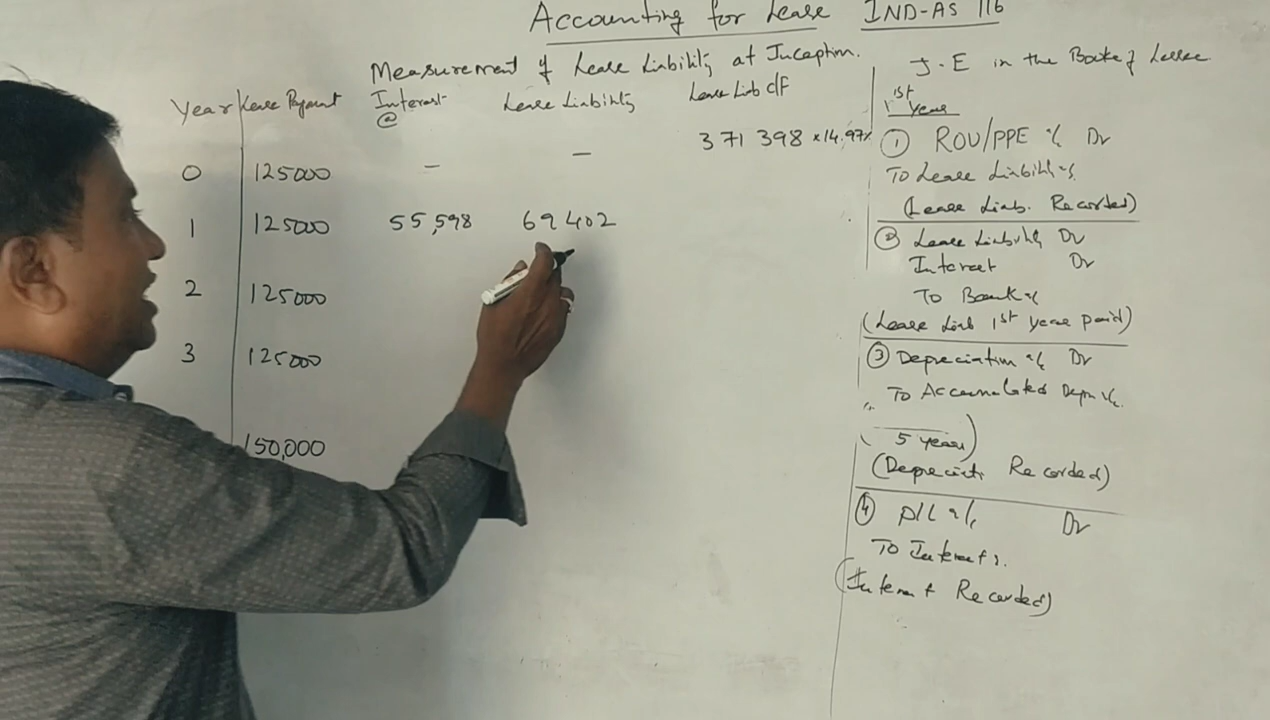 Accounting for Lease IND-AS 116
Measurement of Lease Liability at Inception.
Year Lease Payment Interest @ Lease Liability Lease Liab c/f
371 398 × 14.97%
0 125000 – –
1 125000 55,598 69402
2 125000
3 125000
150,000
J.E in the Books of Lessee
1st Year
① ROU/PPE a/c Dr
To Lease Liability
(Lease Liab. Recorded)
② Lease Liability Dr
Interest Dr
To Bank a/c
(Lease Liab 1st Year paid)
③ Depreciation a/c Dr
To Accumulated Depn a/c.
5 years)
(Depreciati Recorded)
④ P/L a/c Dr
To Interest
(Interest Recorded)